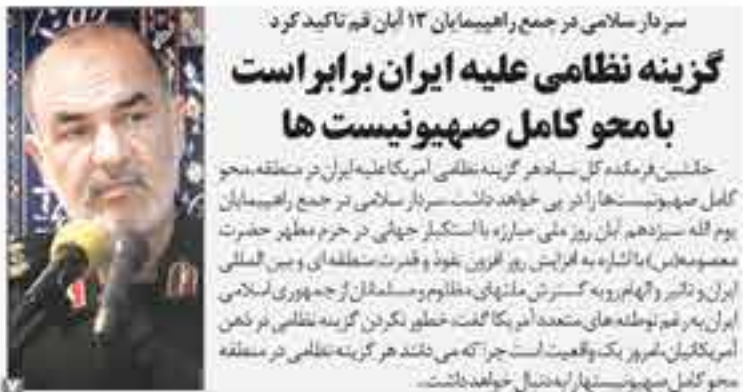 سردار سلامی در جمع راهپیمایان ۱۳ آبان قم تاکید کرد
گزینه نظامی علیه ایران برابر است
با محو کامل صهیونیست ها
جانشین فرمانده کل سپاه هر گزینه نظامی آمریکا علیه ایران در منطقه، محو
کامل صهیونیست‌ها را در پی خواهد داشت. سردار سلامی در جمع راهپیمایان
یوم الله سیزدهم آبان روز ملی مبارزه با استکبار جهانی در حرم مطهر حضرت
معصومه(س) با اشاره به افزایش روز افزون نفوذ و قدرت منطقه ای و بین المللی
ایران و تاثیر و الهام رو به گسترش ملتهای مظلوم و مسلمانان از جمهوری اسلامی
ایران به رغم توطئه های متعدد آمریکا گفت: خطور نکردن گزینه نظامی در ذهن
آمریکائیان، امروز یک واقعیت است چرا که می دانند هر گزینه نظامی در منطقه
محو کامل صهیونیستها را به دنبال خواهد داشت.